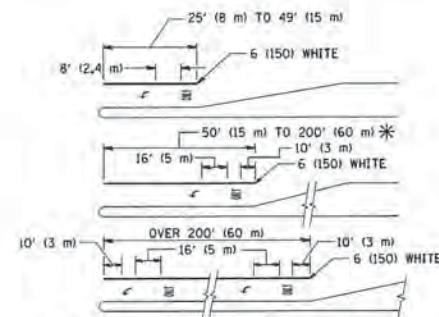 25' (8 m) TO 49' (15 m)
6 (150) WHITE
8' (2.4 m)
50' (15 m) TO 200' (60 m) *
10' (3 m)
16' (5 m)
6 (150) WHITE
OVER 200' (60 m)
10' (3 m)
16' (5 m)
10' (3 m)
6 (150) WHITE